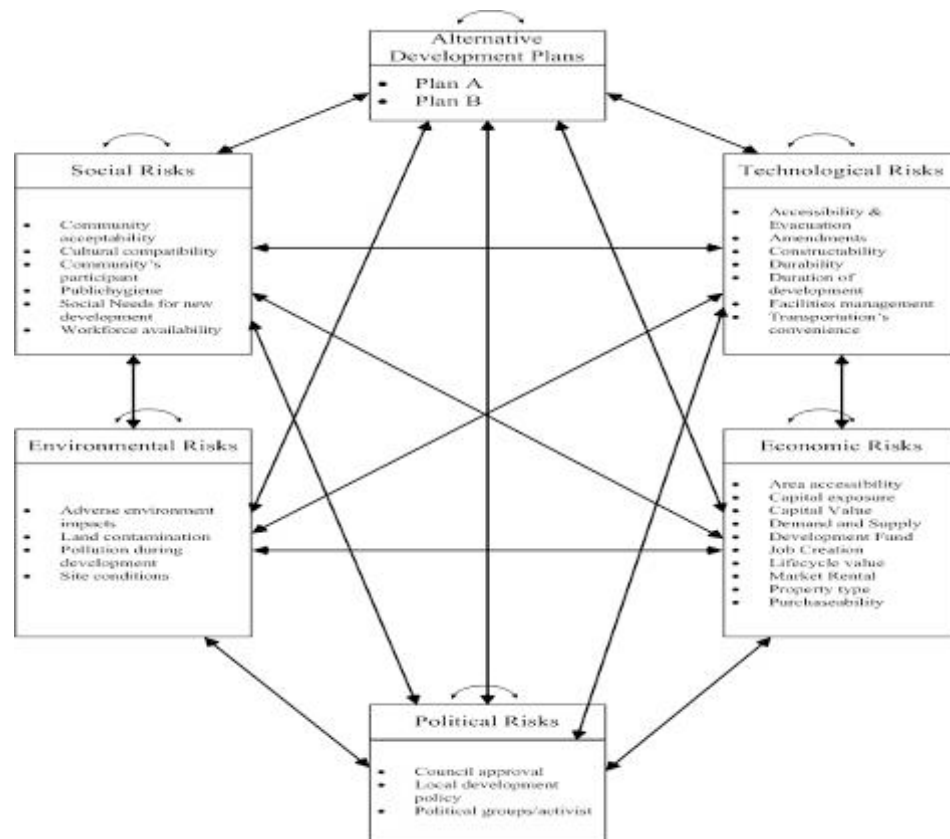 Alternative
Development Plans
• Plan A
• Plan B
Social Risks
• Community
acceptability
• Cultural compatibility
• Community's
participant
• Publichygiene
• Social Needs for new
development
• Workforce availability
Technological Risks
• Accessibility &
Evacuation
• Amendments
• Constructability
• Durability
• Duration of
development
• Facilities management
• Transportation's
convenience
Environmental Risks
• Adverse environment
impacts
• Land contamination
• Pollution during
development
• Site conditions
Economic Risks
• Area accessibility
• Capital exposure
• Capital Value
• Demand and Supply
• Development Fund
• Job Creation
• Lifecycle value
• Market Rental
• Property type
• Purchaseability
Political Risks
• Council approval
• Local development
policy
• Political groups/activist